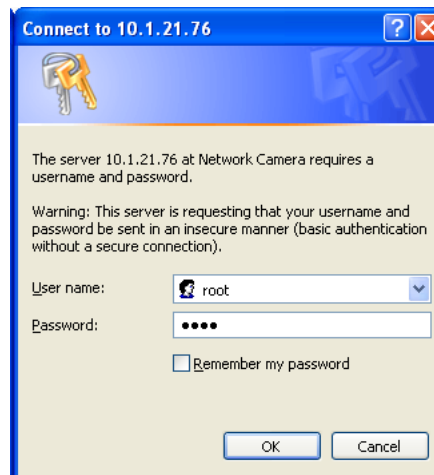 Connect to 10.1.21.76
The server 10.1.21.76 at Network Camera requires a
username and password.
Warning: This server is requesting that your username and
password be sent in an insecure manner (basic authentication
without a secure connection).
User name:
root
Password:
••••
Remember my password
OK
Cancel